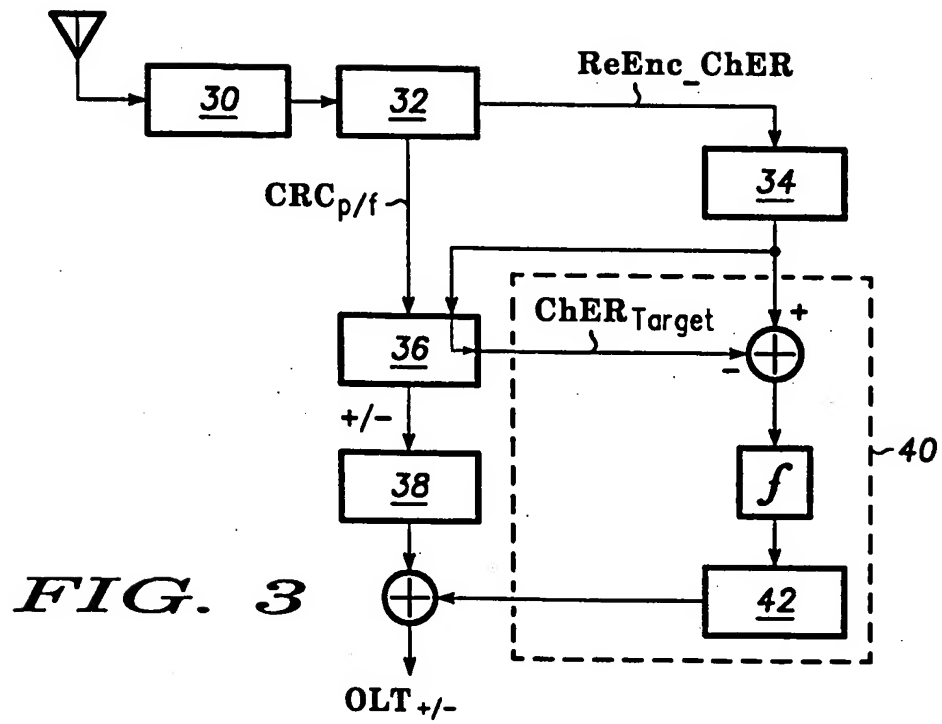 ReEnc_ChER
30
32
34
CRCp/f
ChERTarget
+
36
-
+/-
40
f
38
42
FIG. 3
OLT+/-